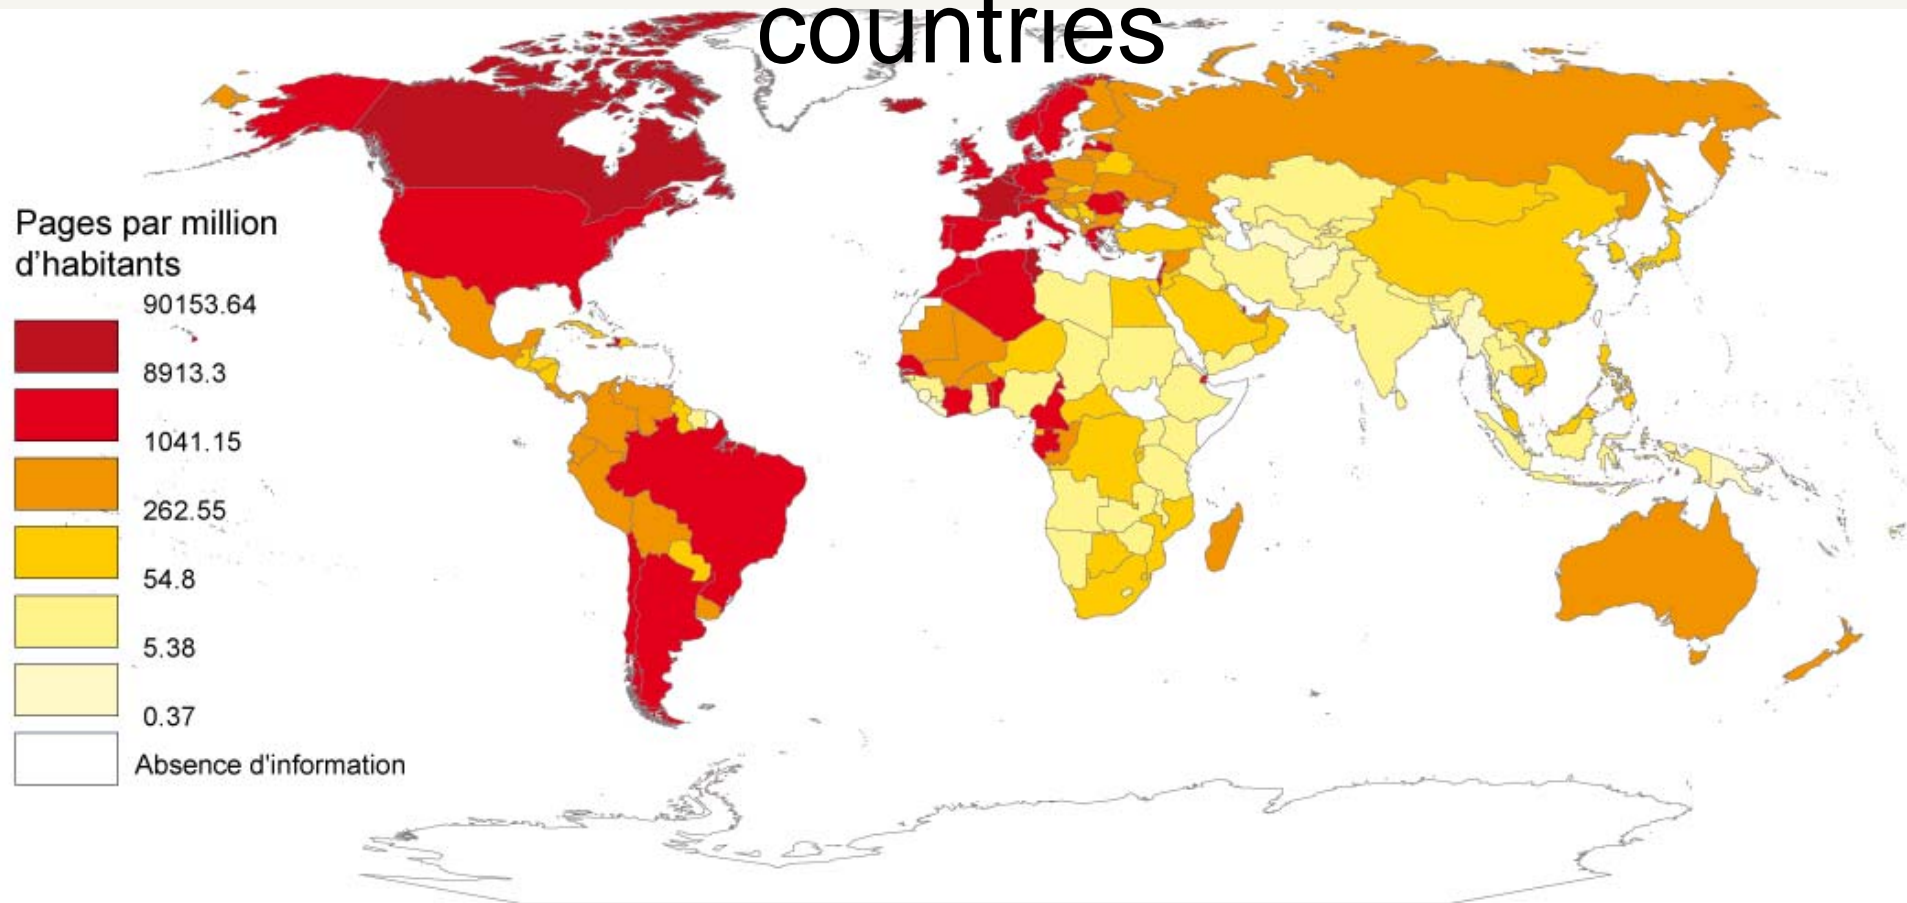 countries
Pages par million
d'habitants
90153.64
8913.3
1041.15
262.55
54.8
5.38
0.37
Absence d'information